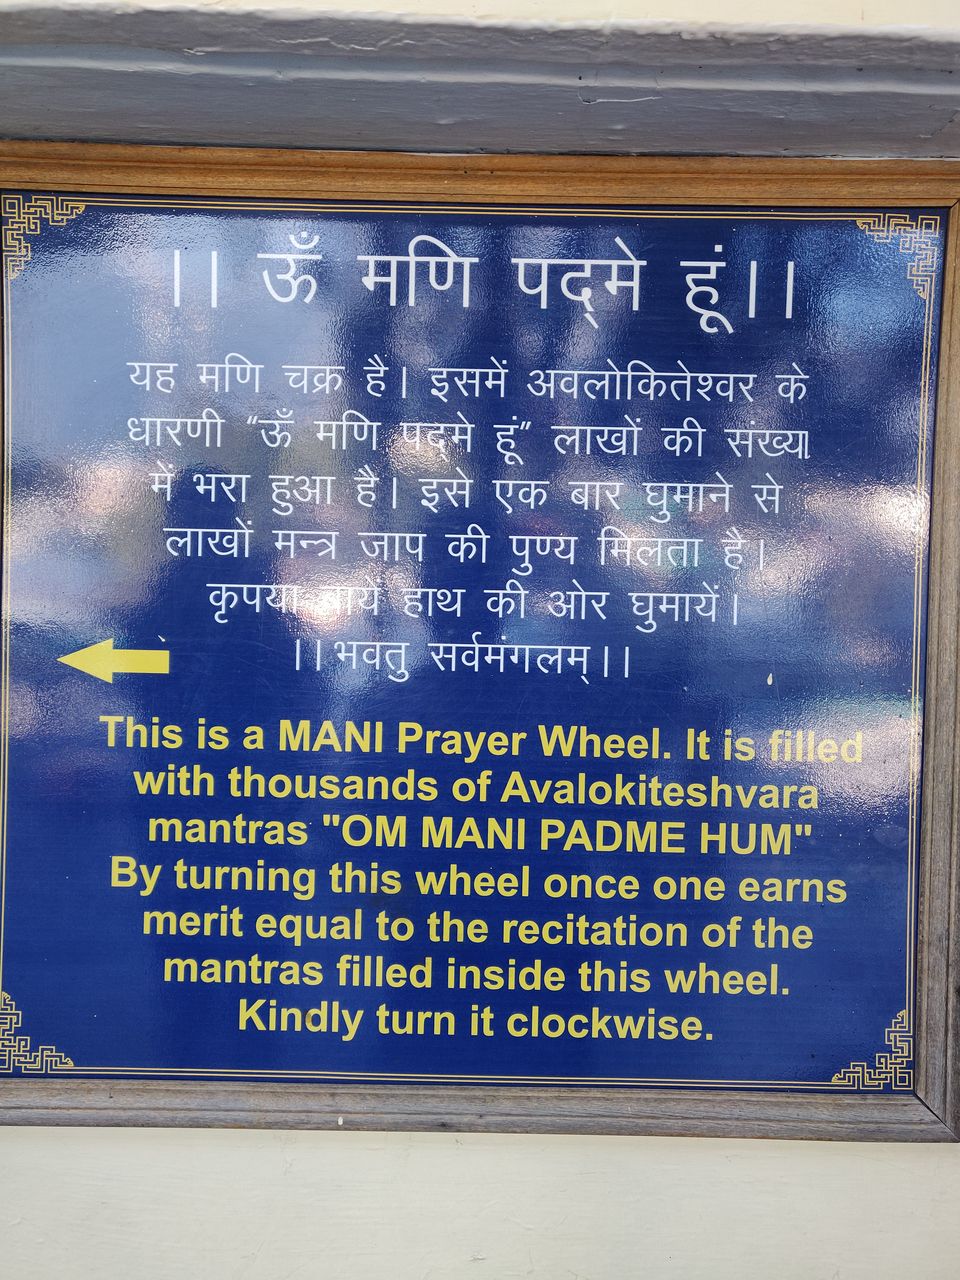 ।। ऊँ मणि पद्मे हूं।।
यह मणि चक्र है। इसमें अवलोकितेश्वर के
धारणी “ऊँ मणि पद्मे हूं” लाखों की संख्या
में भरा हुआ है। इसे एक बार घुमाने से
लाखों मन्त्र जाप की पुण्य मिलता है।
कृपया हाथ की ओर घुमायें।
।।भवतु सर्वमंगलम्।।
This is a MANI Prayer Wheel. It is filled
with thousands of Avalokiteshvara
mantras "OM MANI PADME HUM"
By turning this wheel once one earns
merit equal to the recitation of the
mantras filled inside this wheel.
Kindly turn it clockwise.